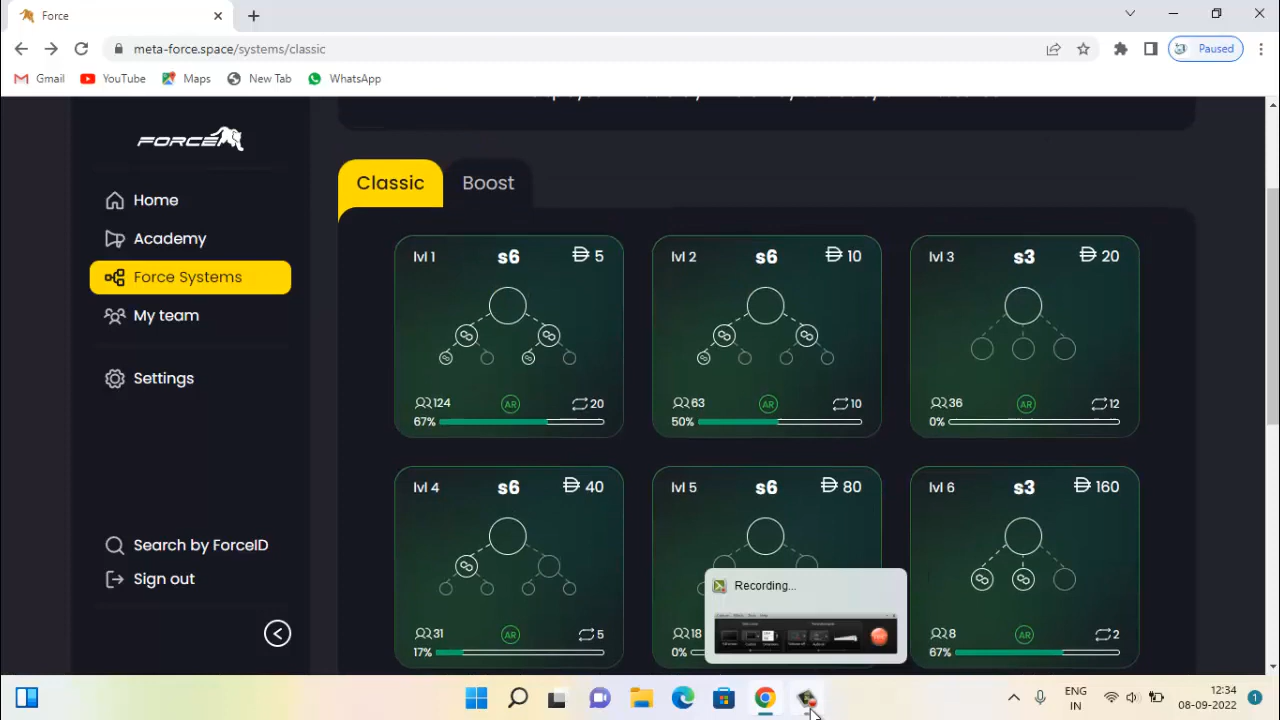 Force
meta-force.space/systems/classic
Paused
Gmail
YouTube
Maps
New Tab
WhatsApp
FORCE
Home
Academy
Force Systems
My team
Settings
Search by ForceID
Sign out
Classic
Boost
lvl 1 s6 5
124 AR 20
67%
lvl 2 s6 10
63 AR 10
50%
lvl 3 s3 20
36 AR 12
0%
lvl 4 s6 40
31 AR 5
17%
lvl 5 s6 80
18
0%
lvl 6 s3 160
8 AR 2
67%
Recording...
ENG
IN
12:34
08-09-2022
1